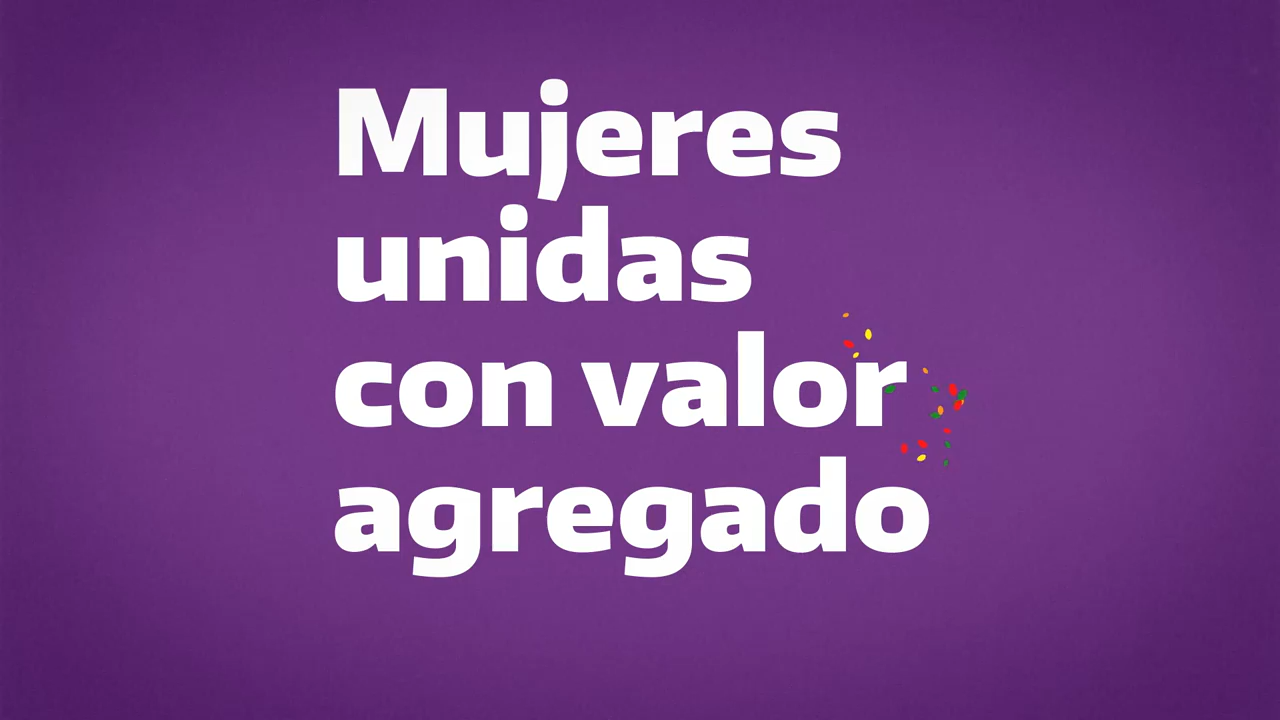 Mujeres
unidas
con valor
agregado